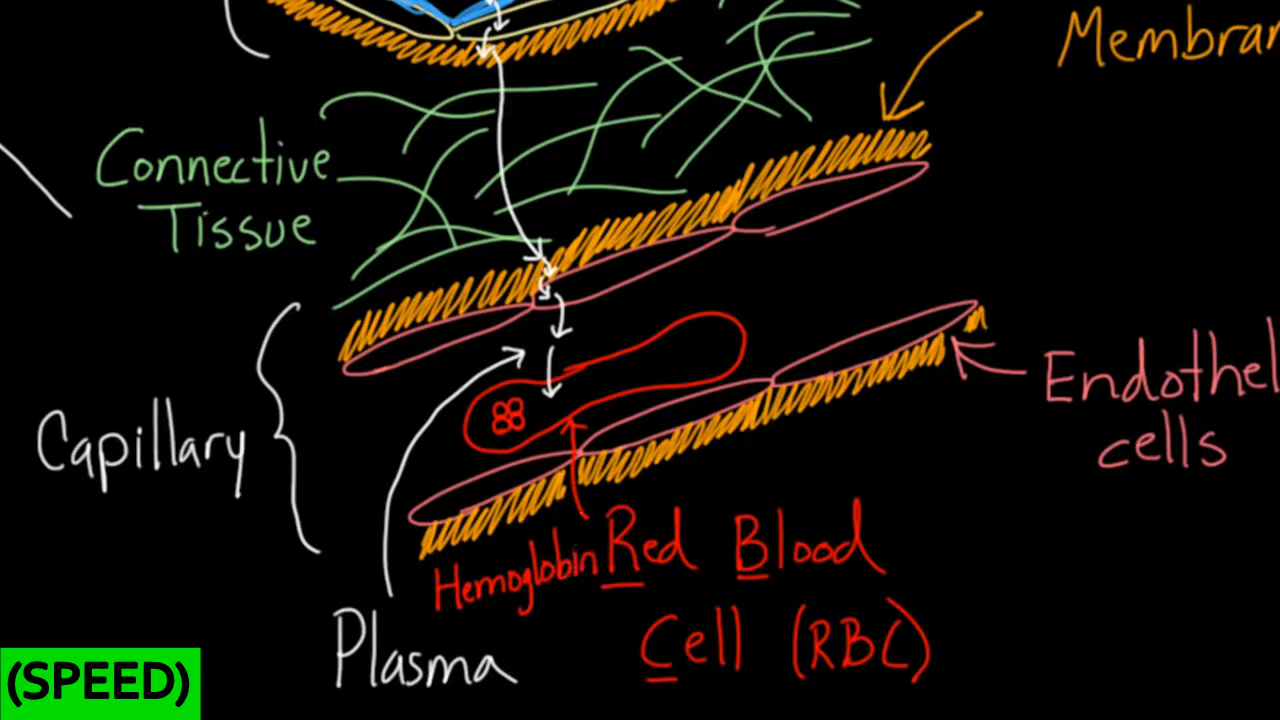 Membran
Connective
Tissue
Capillary
Endothel
cells
Hemoglobin Red Blood
Cell (RBC)
Plasma
(SPEED)